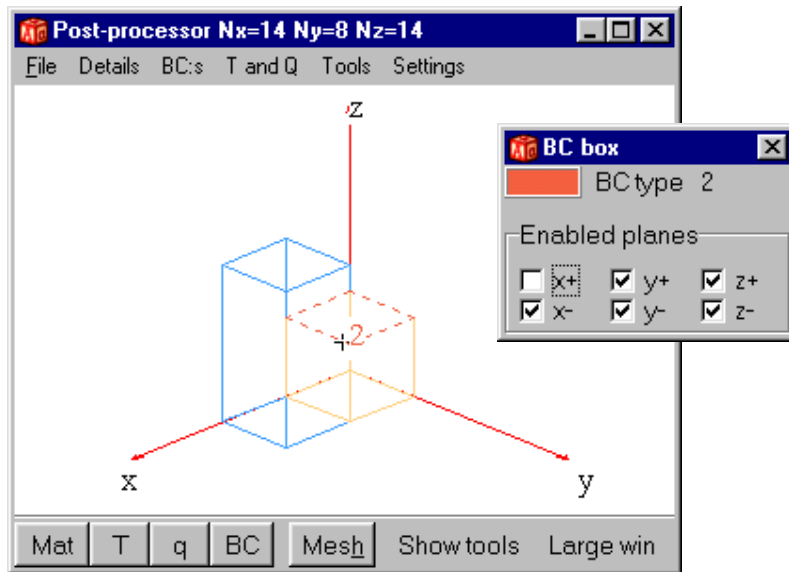 Post-processor Nx=14 Ny=8 Nz=14
File Details BC:s T and Q Tools Settings
z
BC box
BC type 2
Enabled planes
x+ y+ z+
x- y- z-
2
x
y
Mat T q BC Mesh Show tools Large win